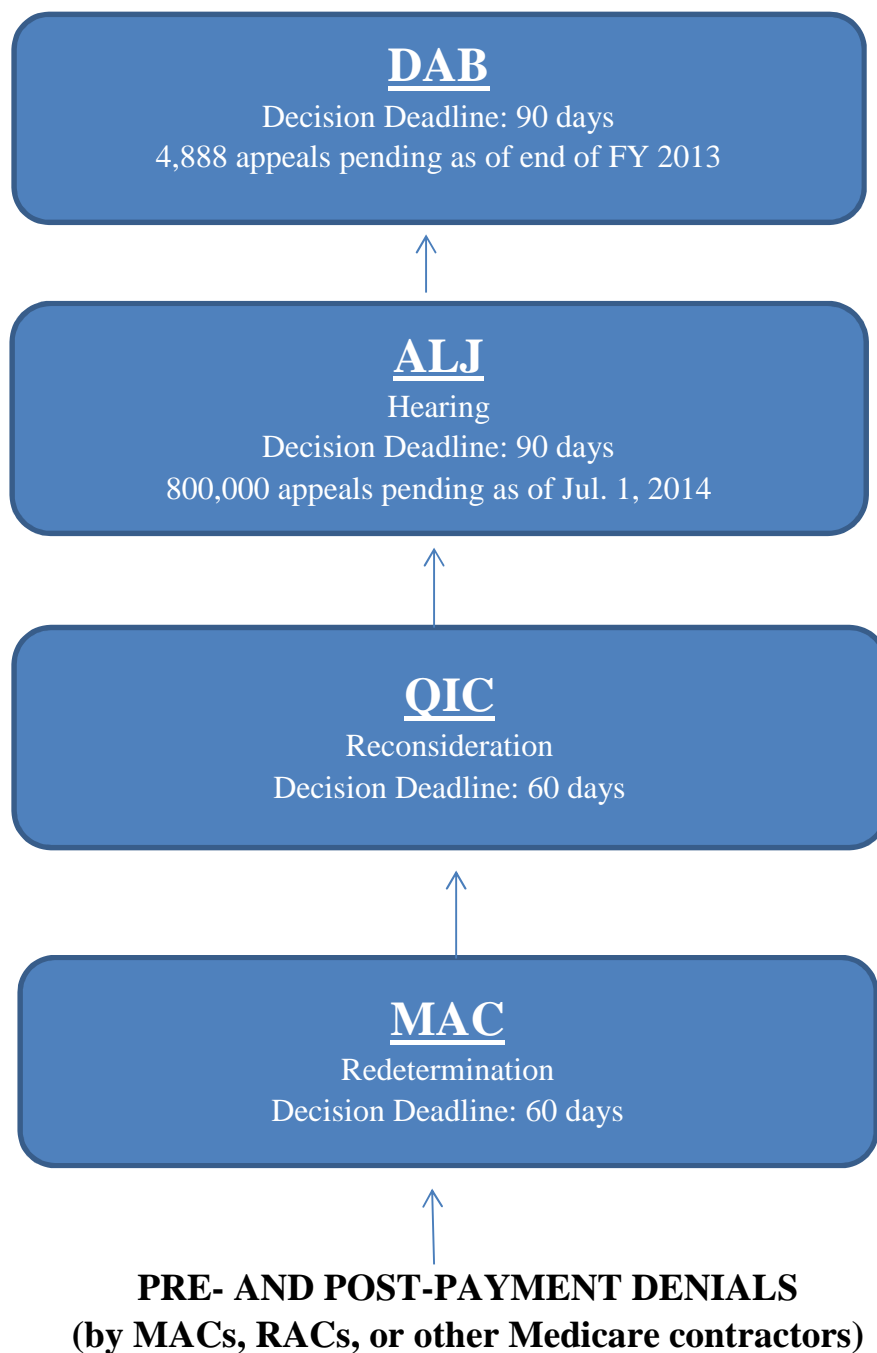 DAB
Decision Deadline: 90 days
4,888 appeals pending as of end of FY 2013
ALJ
Hearing
Decision Deadline: 90 days
800,000 appeals pending as of Jul. 1, 2014
QIC
Reconsideration
Decision Deadline: 60 days
MAC
Redetermination
Decision Deadline: 60 days
PRE- AND POST-PAYMENT DENIALS
(by MACs, RACs, or other Medicare contractors)